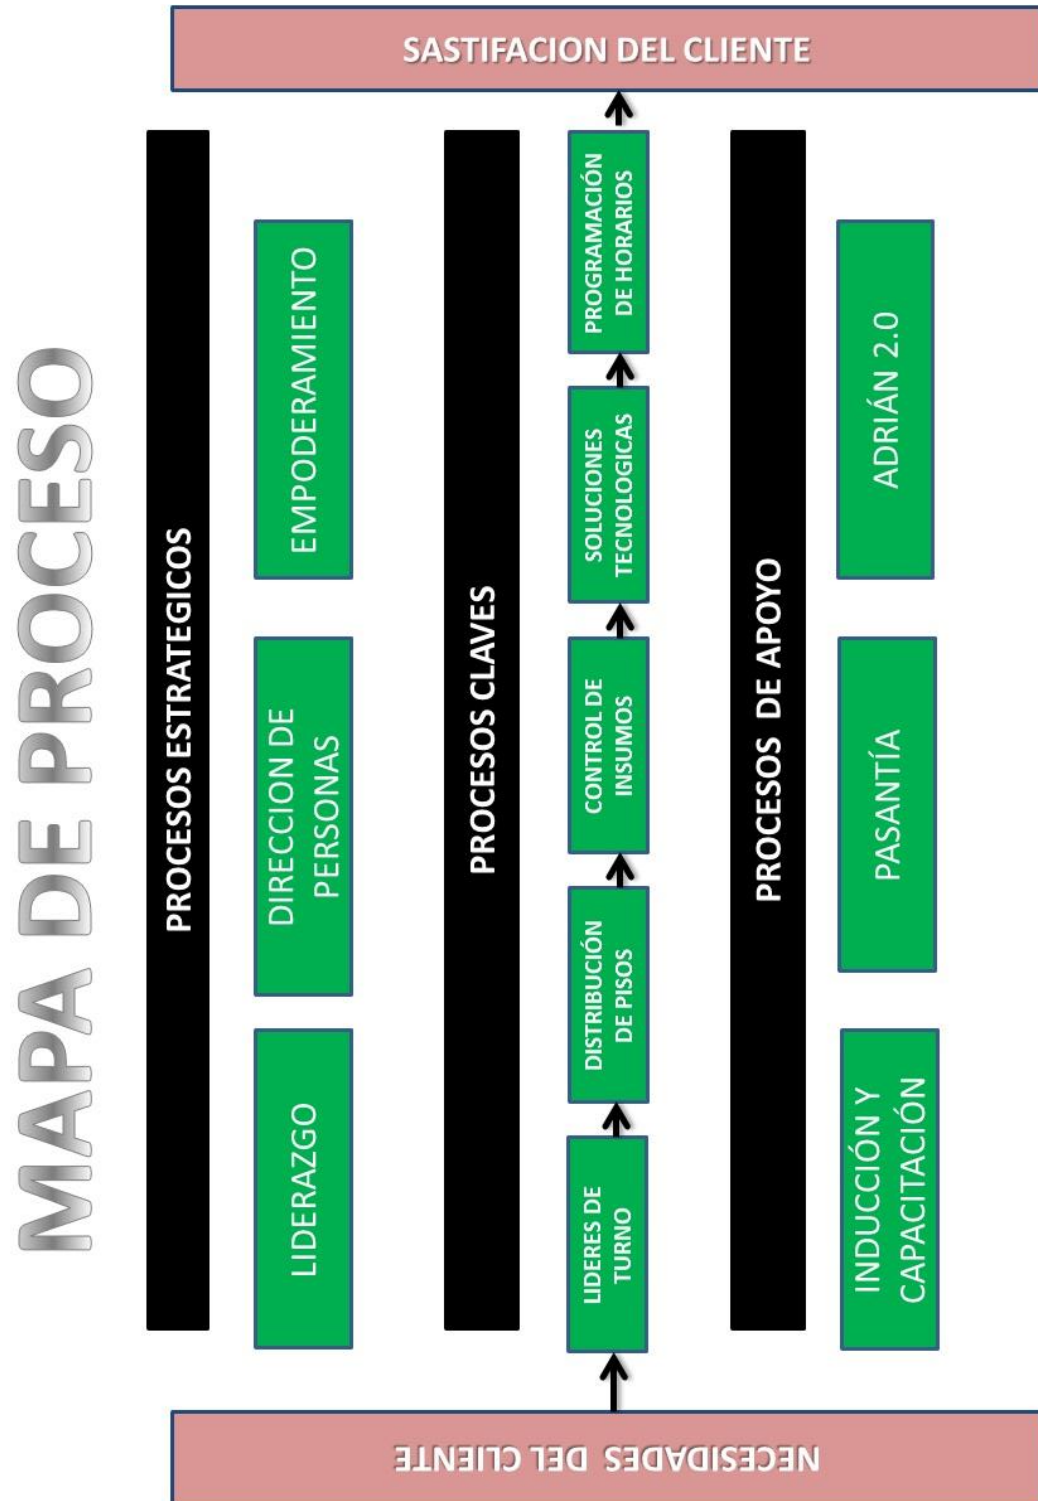 MAPA DE PROCESO
NECESIDADES DEL CLIENTE
PROCESOS ESTRATEGICOS
LIDERAZGO
DIRECCION DE
PERSONAS
EMPODERAMIENTO
PROCESOS CLAVES
LIDERES DE
TURNO
DISTRIBUCIÓN
DE PISOS
CONTROL DE
INSUMOS
SOLUCIONES
TECNOLOGICAS
PROGRAMACIÓN
DE HORARIOS
PROCESOS DE APOYO
INDUCCIÓN Y
CAPACITACIÓN
PASANTÍA
ADRIÁN 2.0
SASTIFACION DEL CLIENTE